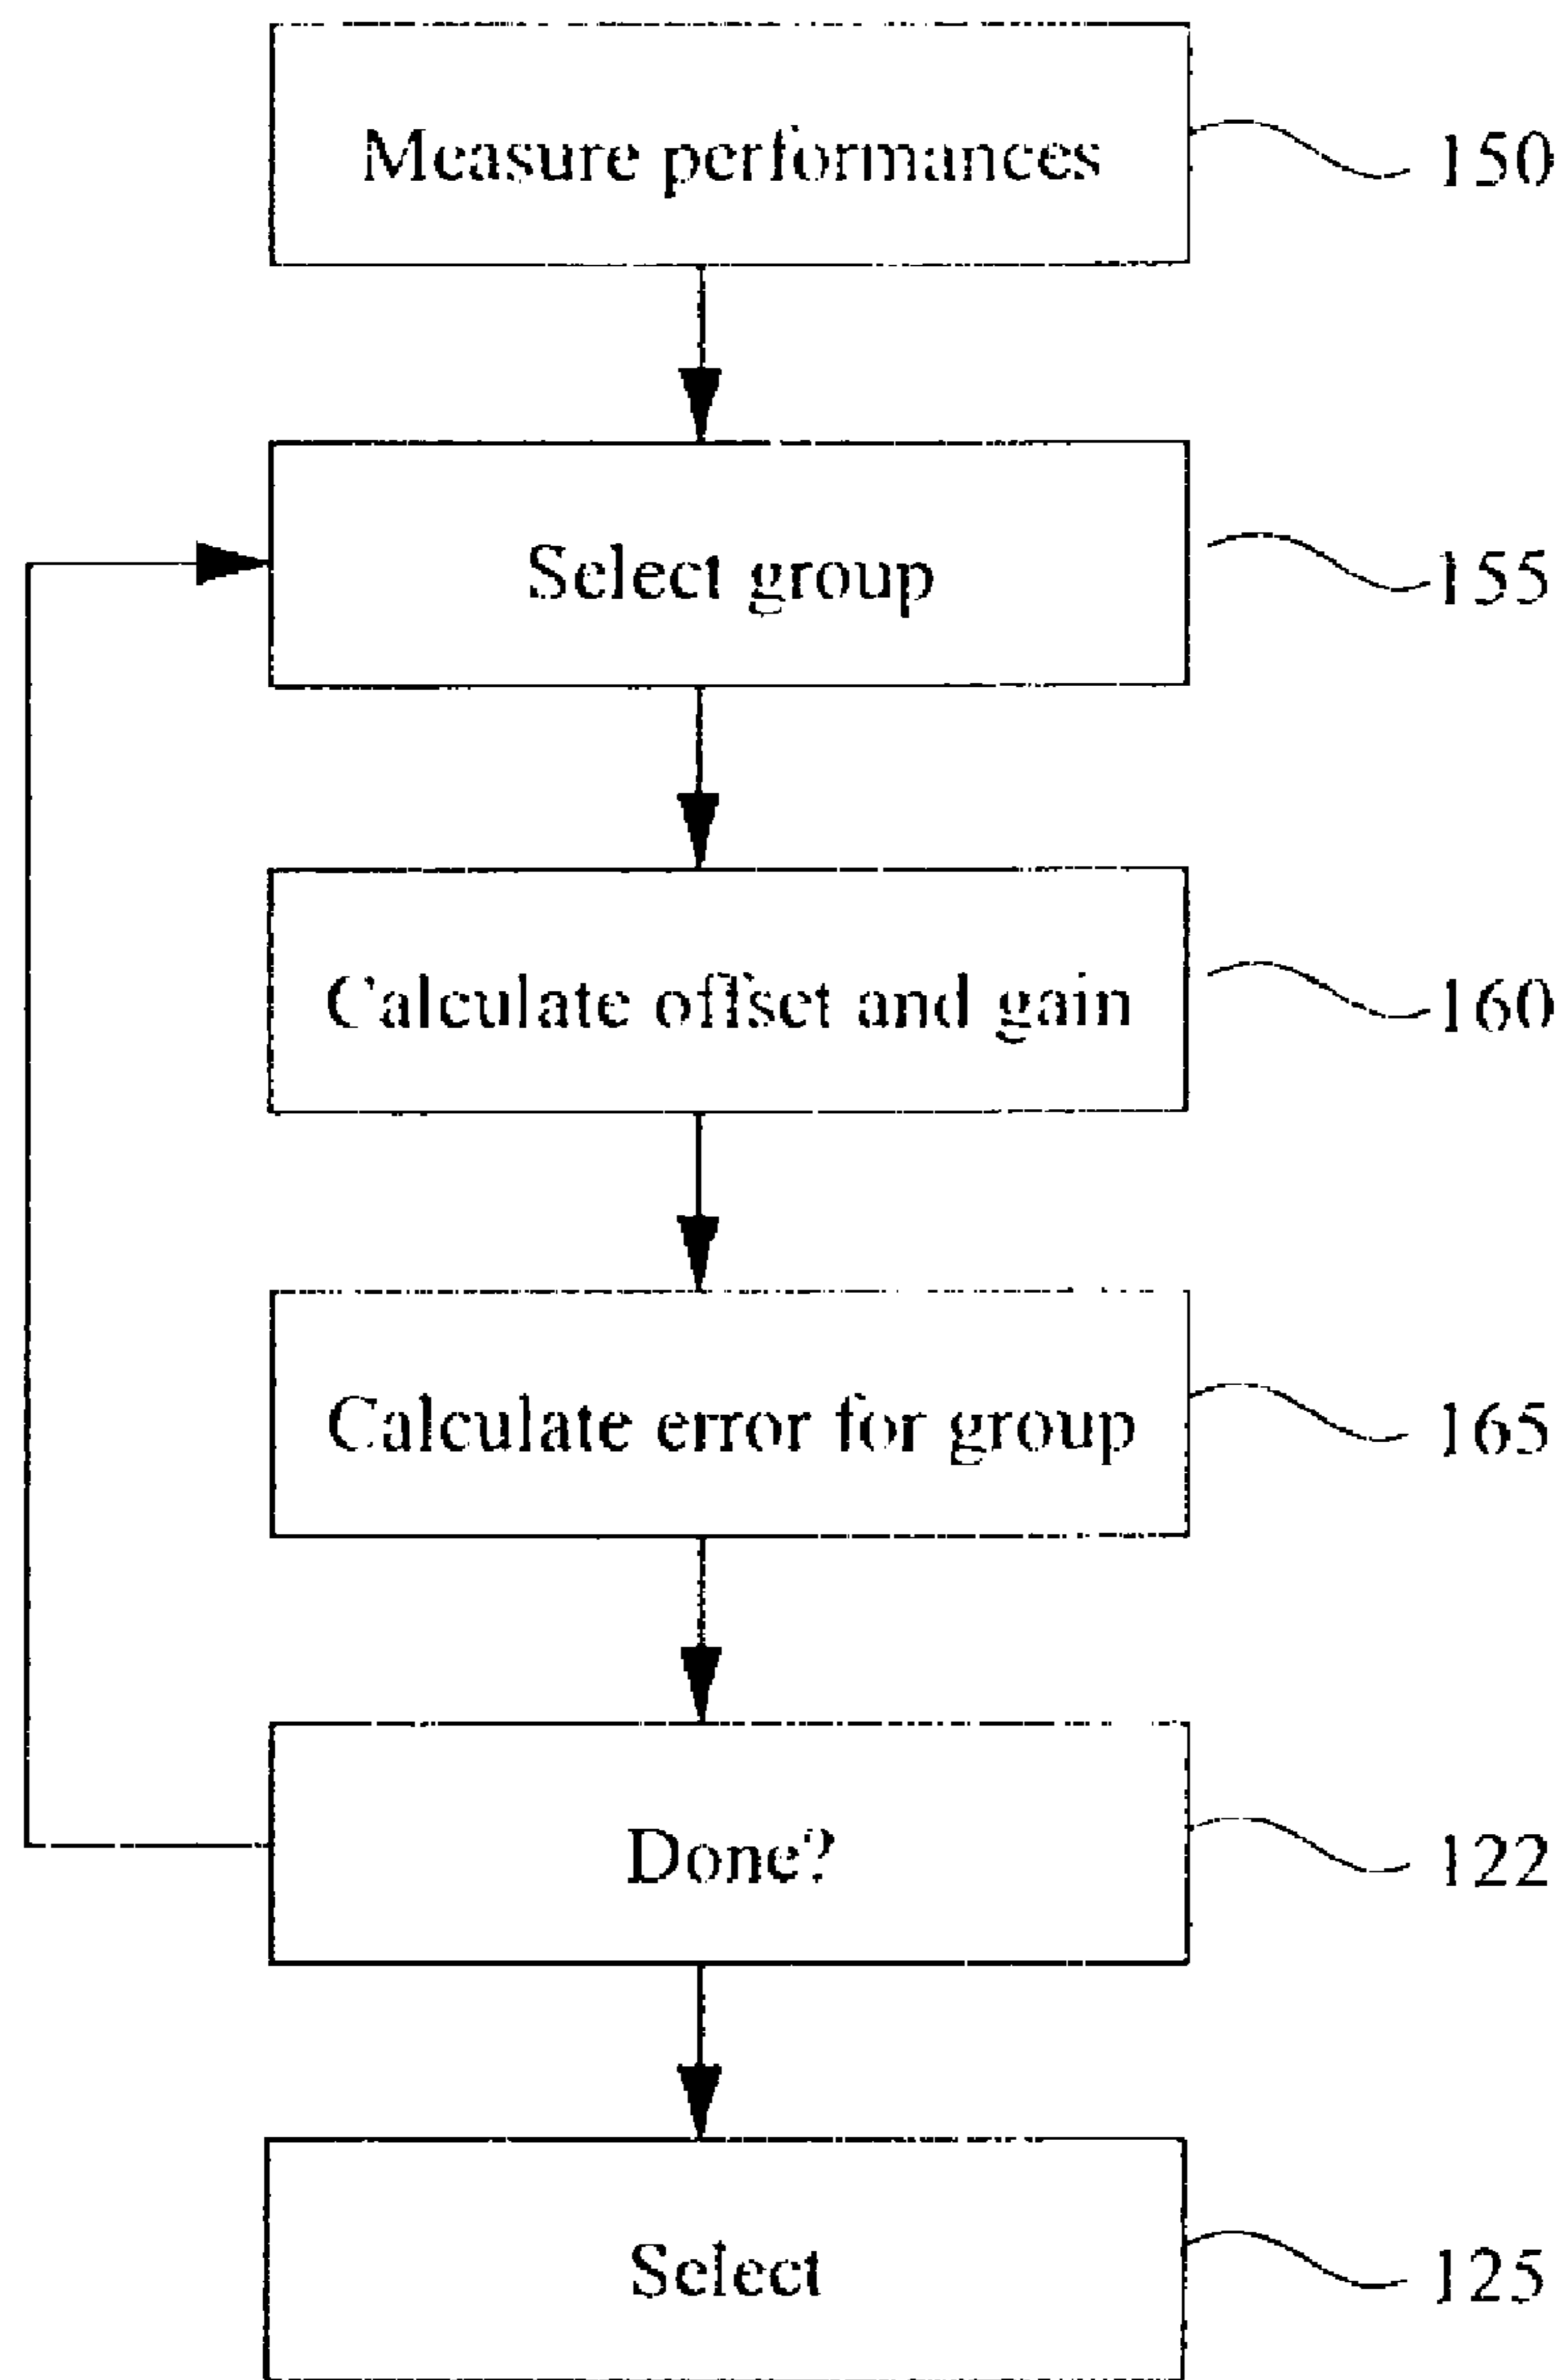 Measure performances 150
Select group 155
Calculate offset and gain 160
Calculate error for group 165
Done? 122
Select 125